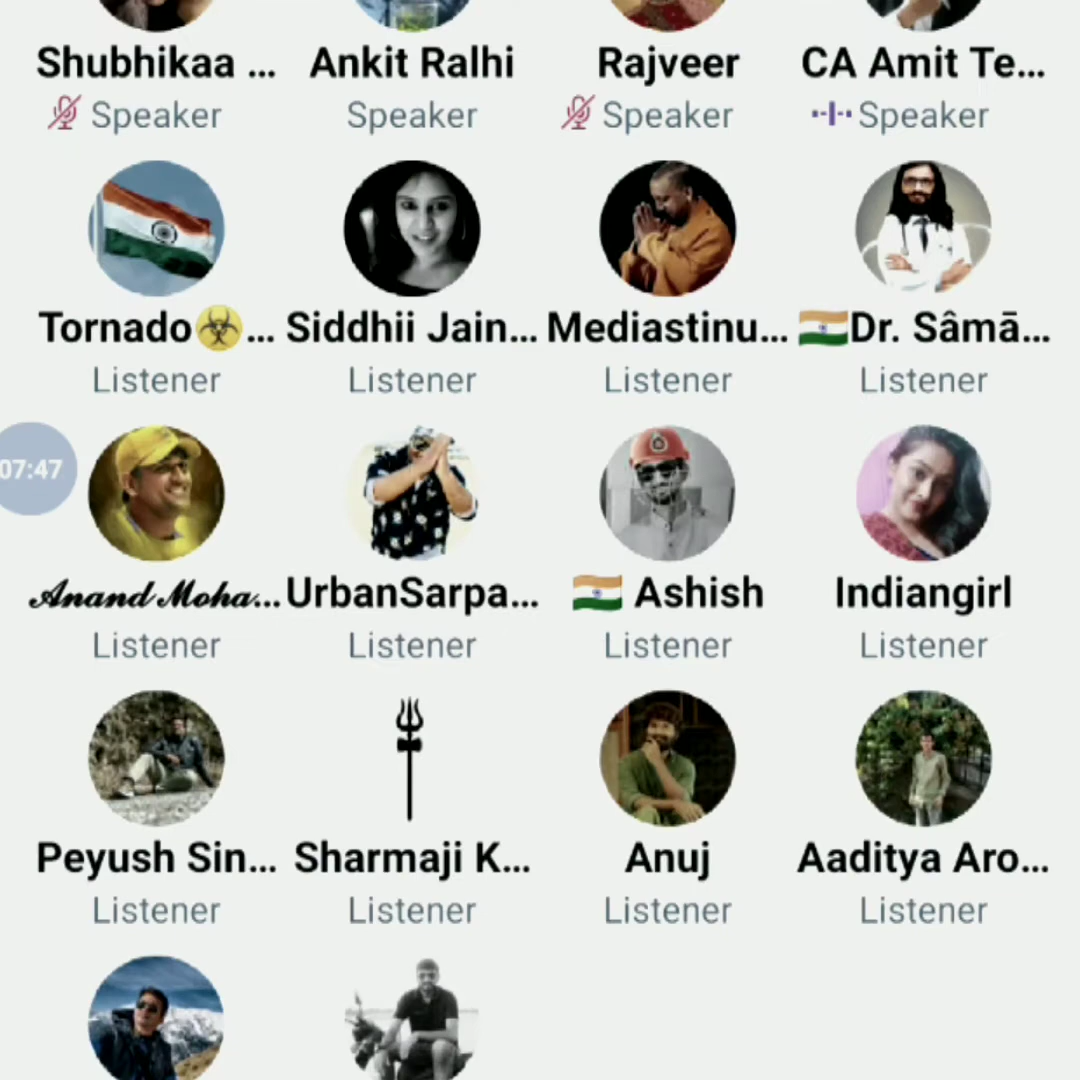 Shubhikaa ... Ankit Ralhi Rajveer CA Amit Te...
Speaker Speaker Speaker Speaker
Tornado☣... Siddhii Jain... Mediastinu... 🇮🇳Dr. Sâmā...
Listener Listener Listener Listener
07:47
𝓐𝓷𝓪𝓷𝓭 𝓜𝓸𝓱𝓪... UrbanSarpa... 🇮🇳 Ashish Indiangirl
Listener Listener Listener Listener
Peyush Sin... Sharmaji K... Anuj Aaditya Aro...
Listener Listener Listener Listener